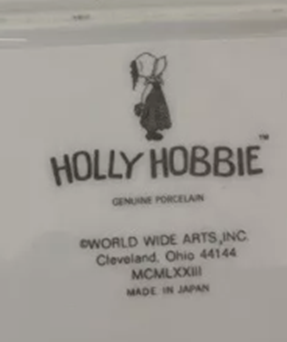 HOLLY HOBBIE™
GENUINE PORCELAIN
©WORLD WIDE ARTS, INC.
Cleveland, Ohio 44144
MCMLXXIII
MADE IN JAPAN